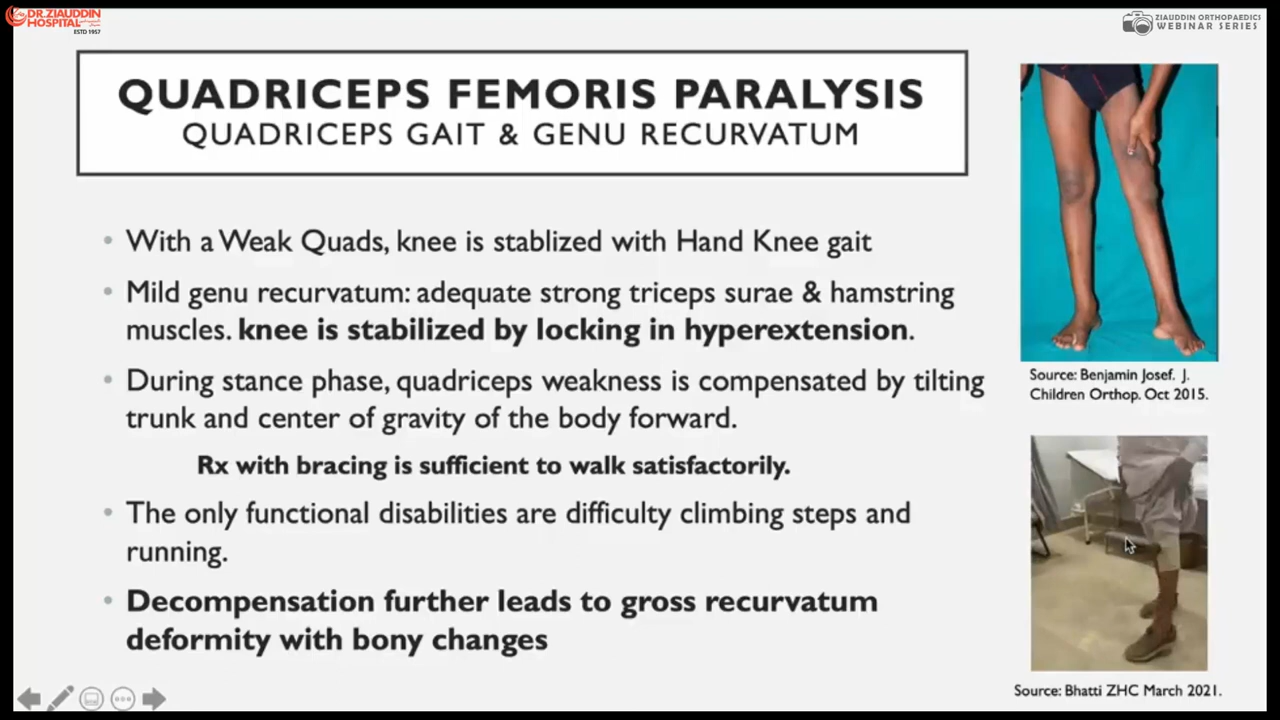 DR.ZIAUDDIN
HOSPITAL
ESTD 1957
ZIAUDDIN ORTHOPAEDICS
WEBINAR SERIES
QUADRICEPS FEMORIS PARALYSIS
QUADRICEPS GAIT & GENU RECURVATUM
• With a Weak Quads, knee is stablized with Hand Knee gait
• Mild genu recurvatum: adequate strong triceps surae & hamstring
muscles. knee is stabilized by locking in hyperextension.
• During stance phase, quadriceps weakness is compensated by tilting
trunk and center of gravity of the body forward.
Rx with bracing is sufficient to walk satisfactorily.
• The only functional disabilities are difficulty climbing steps and
running.
• Decompensation further leads to gross recurvatum
deformity with bony changes
Source: Benjamin Josef. J.
Children Orthop. Oct 2015.
Source: Bhatti ZHC March 2021.